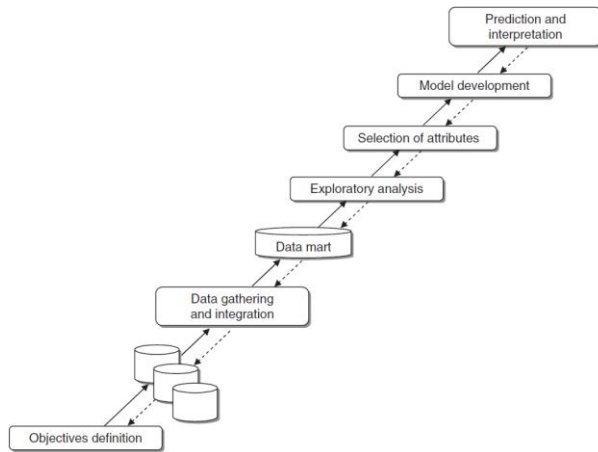 Prediction and
interpretation
Model development
Selection of attributes
Exploratory analysis
Data mart
Data gathering
and integration
Objectives definition